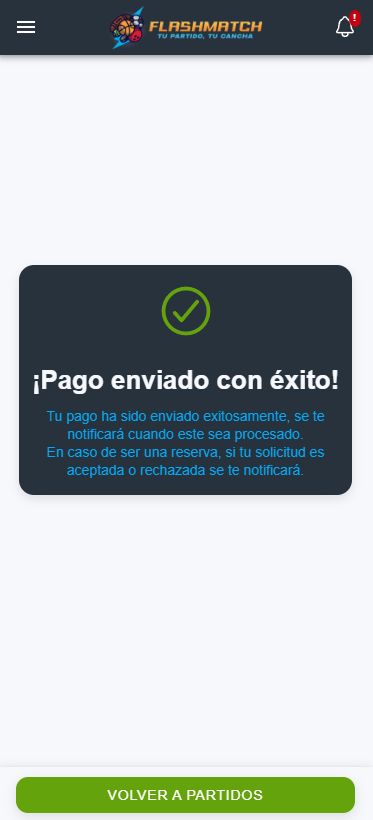 FLASHMATCH
TU PARTIDO, TU CANCHA
!
¡Pago enviado con éxito!
Tu pago ha sido enviado exitosamente, se te
notificará cuando este sea procesado.
En caso de ser una reserva, si tu solicitud es
aceptada o rechazada se te notificará.
VOLVER A PARTIDOS